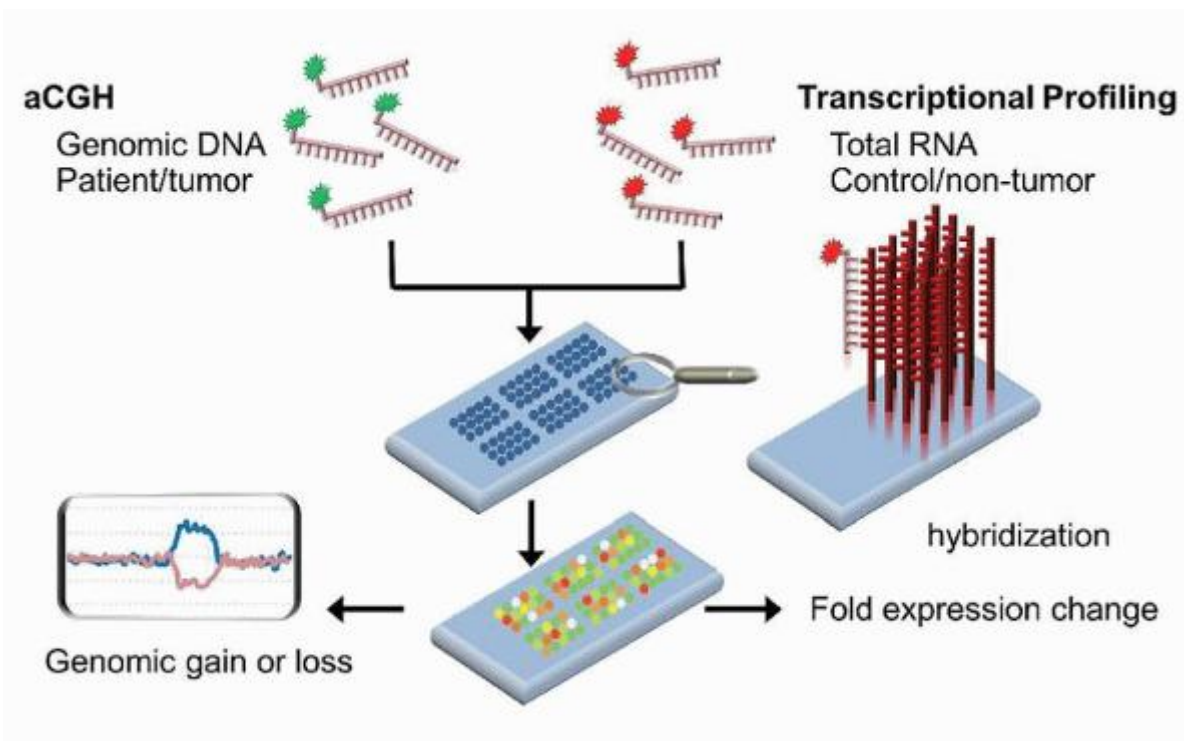 aCGH
Genomic DNA
Patient/tumor
Transcriptional Profiling
Total RNA
Control/non-tumor
hybridization
Fold expression change
Genomic gain or loss